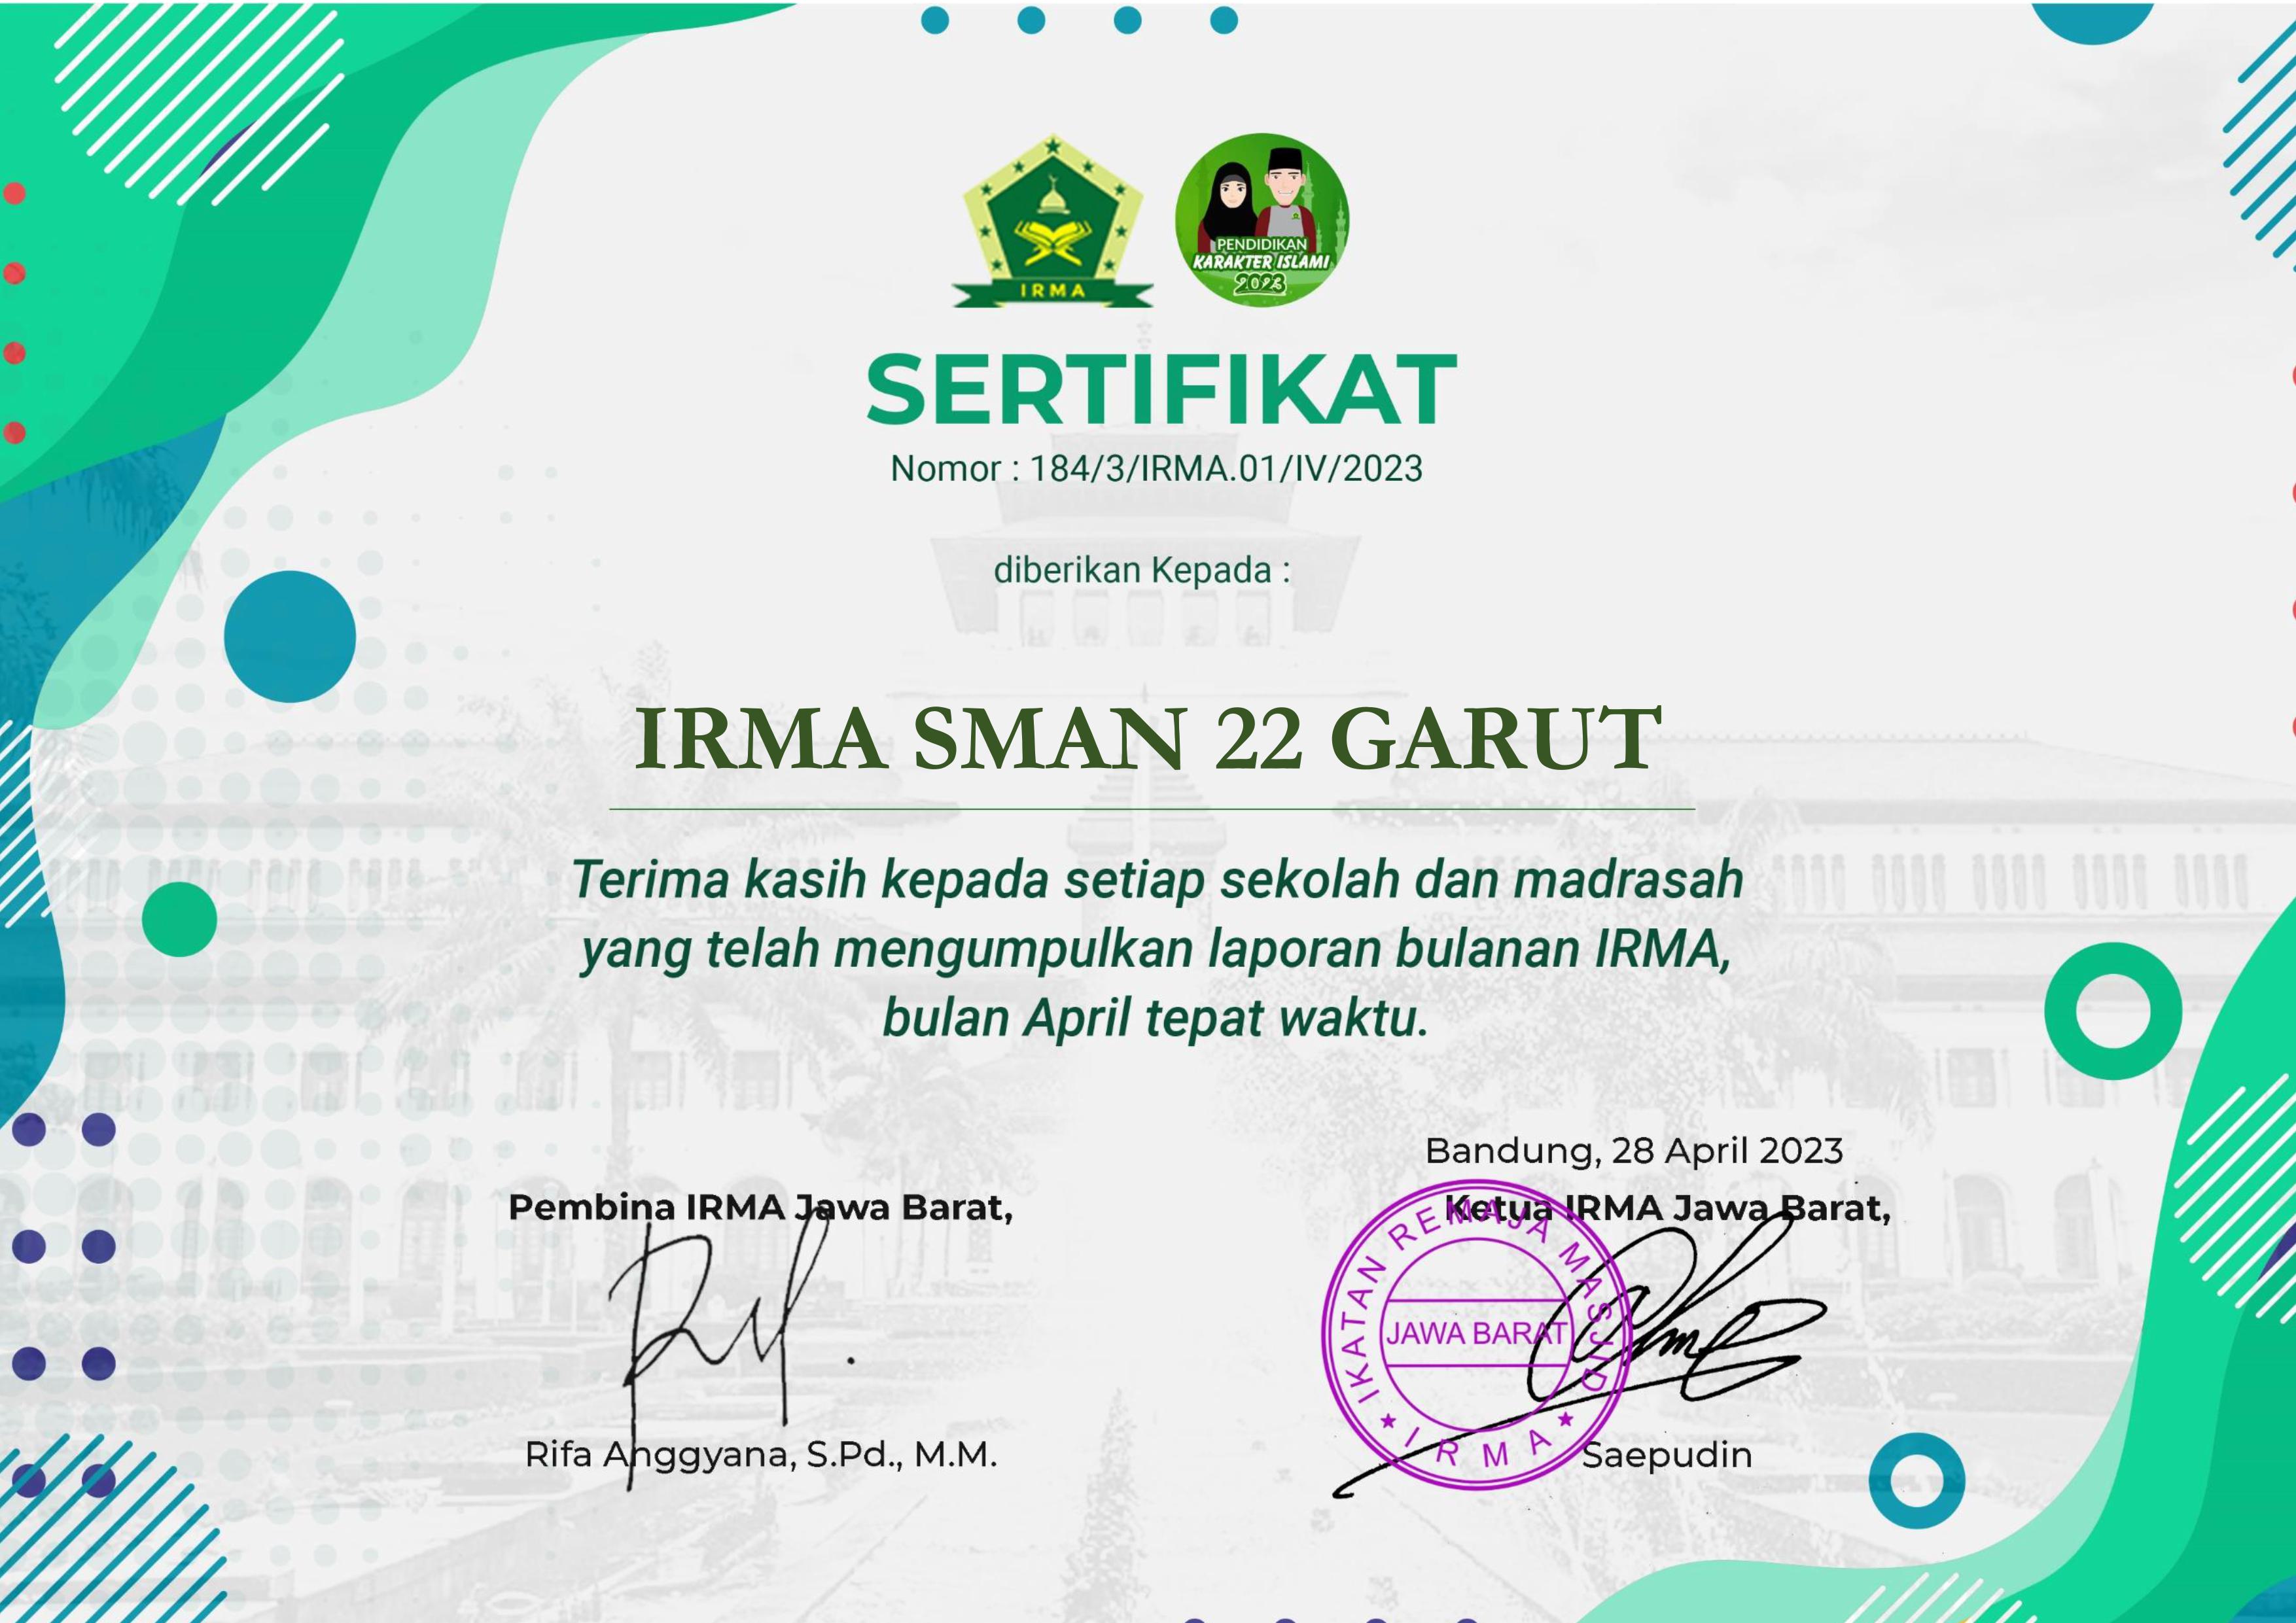 IRMA
PENDIDIKAN
KARAKTER ISLAMI
2023
SERTIFIKAT
Nomor : 184/3/IRMA.01/IV/2023
diberikan Kepada :
IRMA SMAN 22 GARUT
Terima kasih kepada setiap sekolah dan madrasah
yang telah mengumpulkan laporan bulanan IRMA,
bulan April tepat waktu.
Bandung, 28 April 2023
Pembina IRMA Jawa Barat,
Ketua IRMA Jawa Barat,
IKATAN REMAJA MASJID
JAWA BARAT
IRMA
Rifa Anggyana, S.Pd., M.M.
Saepudin